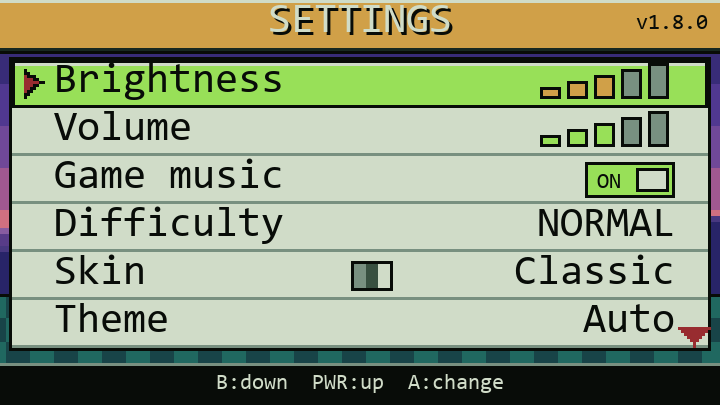 SETTINGS
v1.8.0
Brightness
Volume
Game music ON
Difficulty NORMAL
Skin Classic
Theme Auto
B:down PWR:up A:change